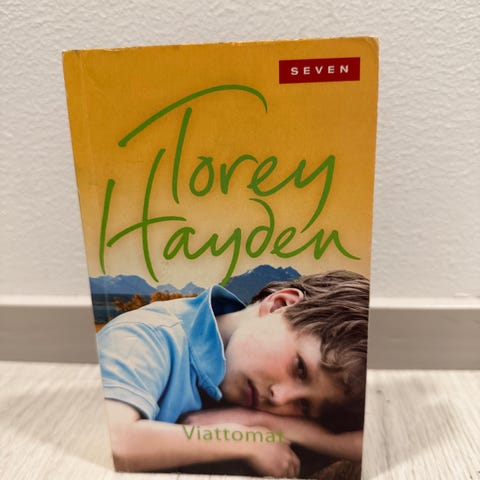 SEVEN
Torey
Hayden
Viattomat